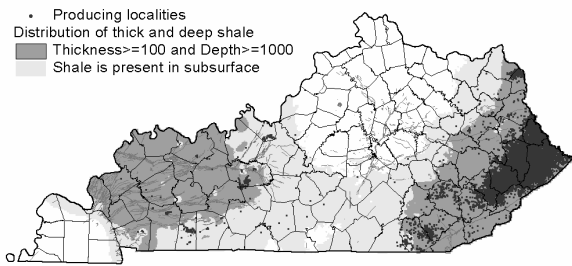 Producing localities
Distribution of thick and deep shale
Thickness>=100 and Depth>=1000
Shale is present in subsurface